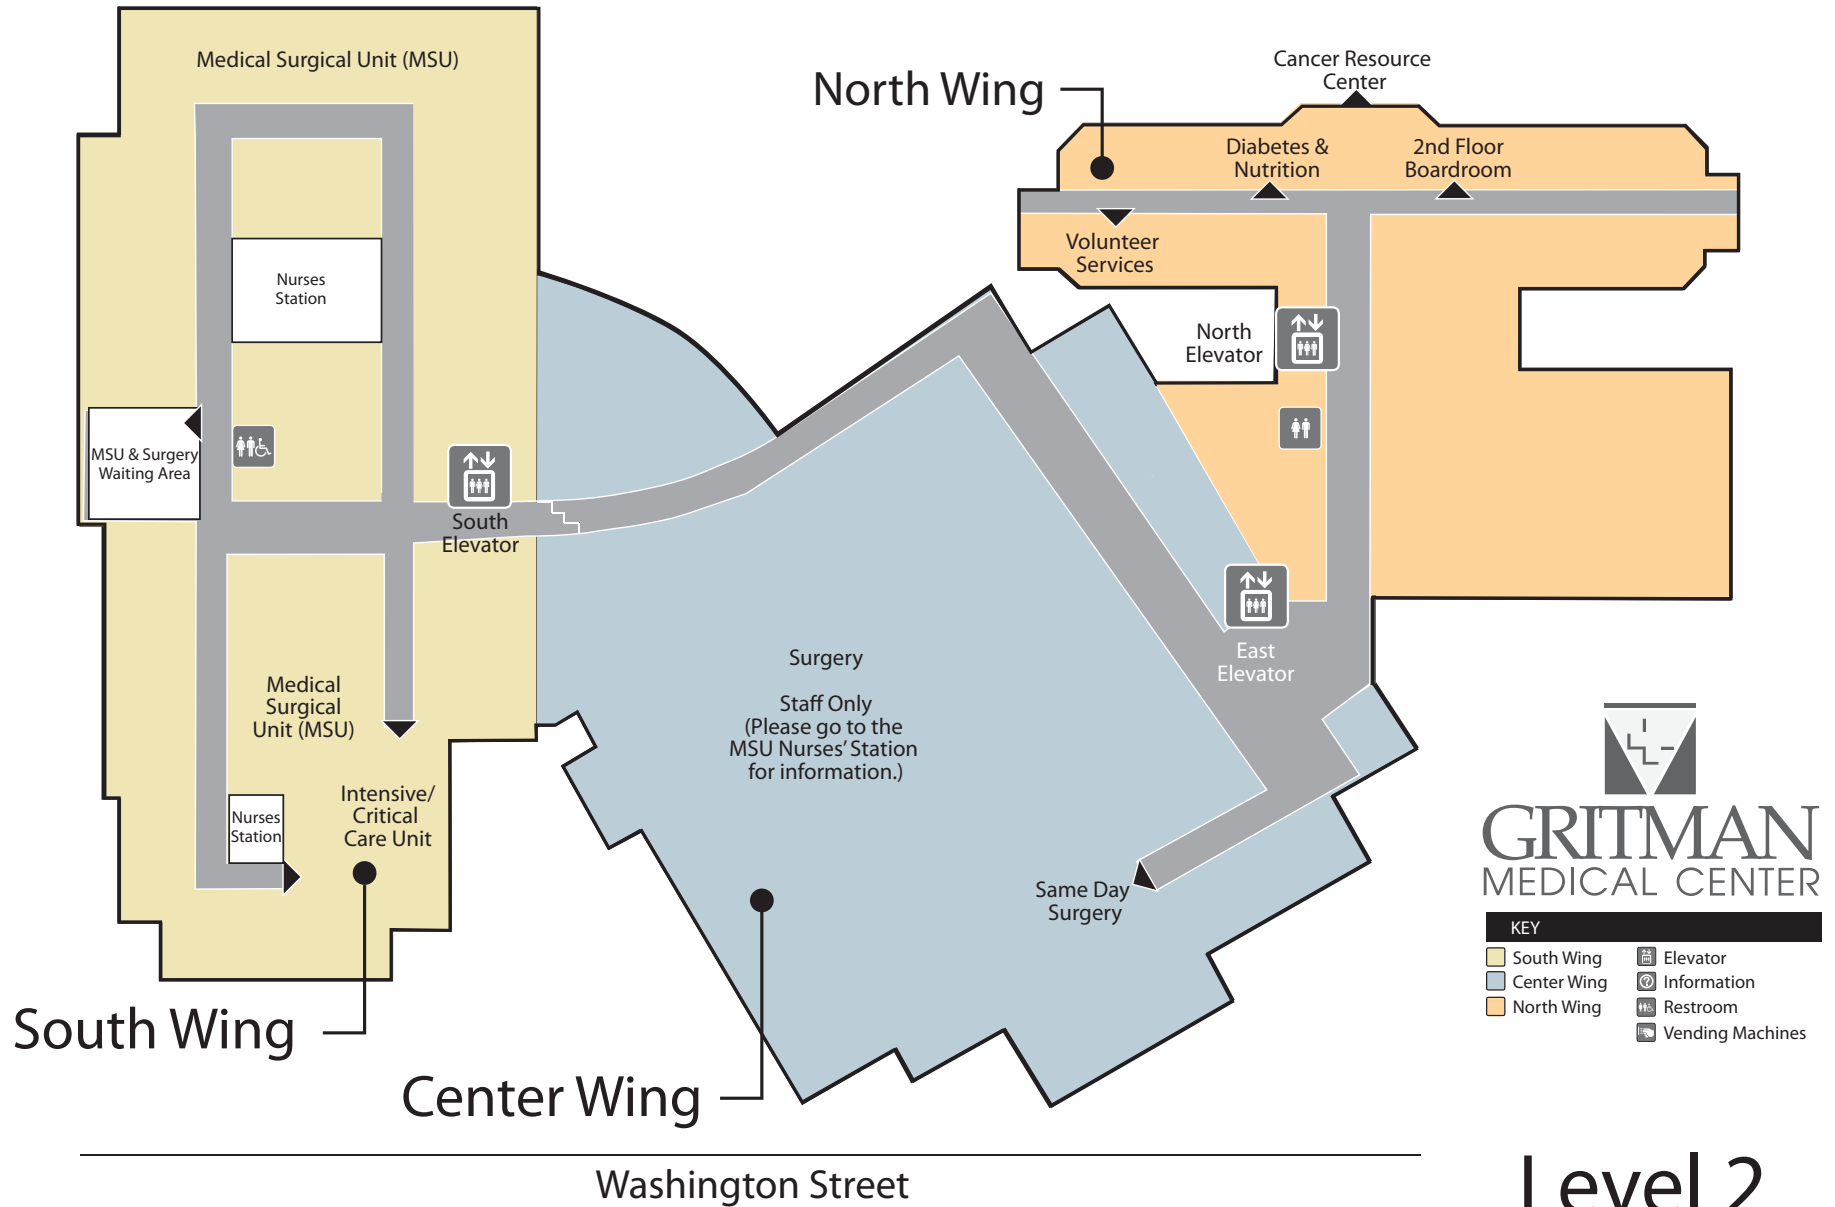 Medical Surgical Unit (MSU)
North Wing
Cancer Resource
Center
Diabetes &
Nutrition
2nd Floor
Boardroom
Volunteer
Services
Nurses
Station
North
Elevator
MSU & Surgery
Waiting Area
South
Elevator
East
Elevator
Surgery
Staff Only
(Please go to the
MSU Nurses' Station
for information.)
Medical
Surgical
Unit (MSU)
Intensive/
Critical
Care Unit
Nurses
Station
Same Day
Surgery
GRITMAN
MEDICAL CENTER
KEY
South Wing
Center Wing
North Wing
Elevator
Information
Restroom
Vending Machines
South Wing
Center Wing
Washington Street
Level 2